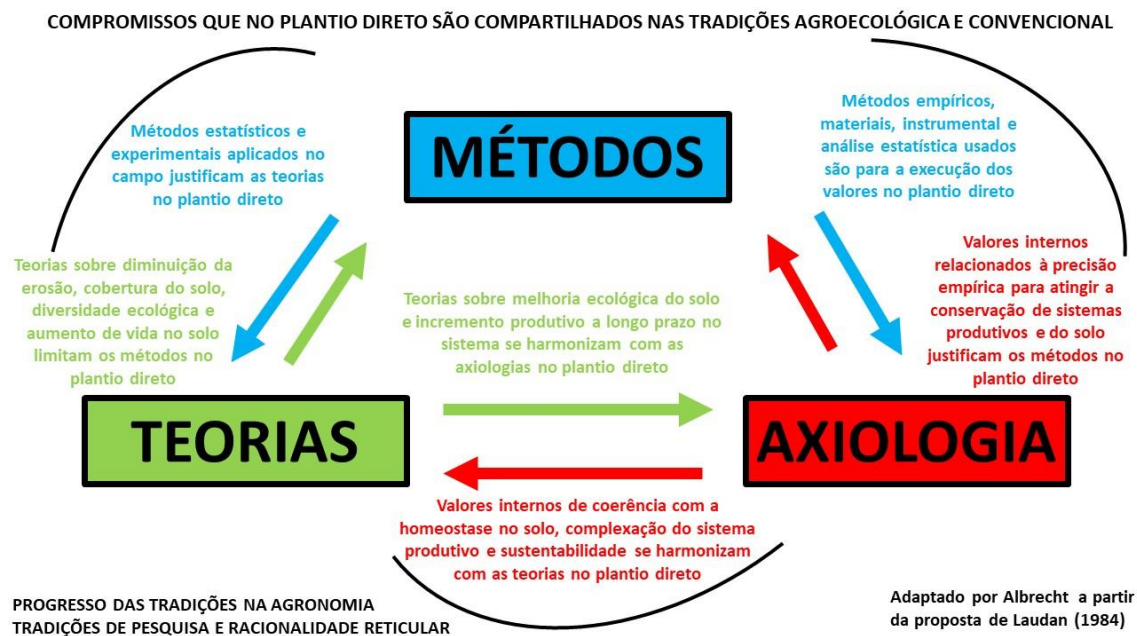 COMPROMISSOS QUE NO PLANTIO DIRETO SÃO COMPARTILHADOS NAS TRADIÇÕES AGROECOLÓGICA E CONVENCIONAL
MÉTODOS
Métodos estatísticos e
experimentais aplicados no
campo justificam as teorias
no plantio direto
Métodos empíricos,
materiais, instrumental e
análise estatística usados
são para a execução dos
valores no plantio direto
Teorias sobre diminuição da
erosão, cobertura do solo,
diversidade ecológica e
aumento de vida no solo
limitam os métodos no
plantio direto
Teorias sobre melhoria ecológica do solo
e incremento produtivo a longo prazo no
sistema se harmonizam com as
axiologias no plantio direto
Valores internos
relacionados à precisão
empírica para atingir a
conservação de sistemas
produtivos e do solo
justificam os métodos no
plantio direto
TEORIAS
AXIOLOGIA
Valores internos de coerência com a
homeostase no solo, complexação do sistema
produtivo e sustentabilidade se harmonizam
com as teorias no plantio direto
PROGRESSO DAS TRADIÇÕES NA AGRONOMIA
TRADIÇÕES DE PESQUISA E RACIONALIDADE RETICULAR
Adaptado por Albrecht a partir
da proposta de Laudan (1984)